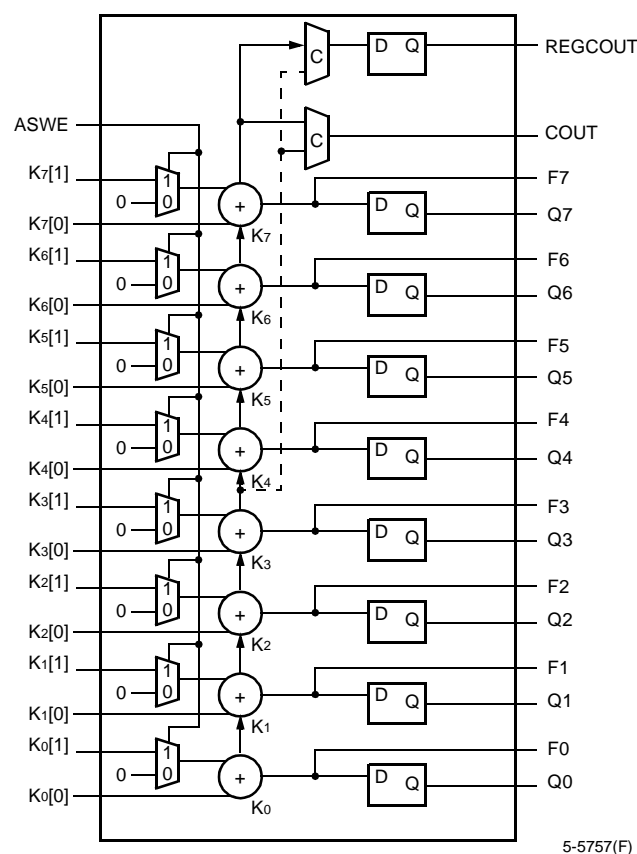 D Q REGCOUT
C
ASWE
C COUT
K7[1] 1 F7
0 0 + D Q Q7
K7[0] K7
K6[1] 1 F6
0 0 + D Q Q6
K6[0] K6
K5[1] 1 F5
0 0 + D Q Q5
K5[0] K5
K4[1] 1 F4
0 0 + D Q Q4
K4[0] K4
K3[1] 1 F3
0 0 + D Q Q3
K3[0] K3
K2[1] 1 F2
0 0 + D Q Q2
K2[0] K2
K1[1] 1 F1
0 0 + D Q Q1
K1[0] K1
K0[1] 1 F0
0 0 + D Q Q0
K0[0] K0
5-5757(F)